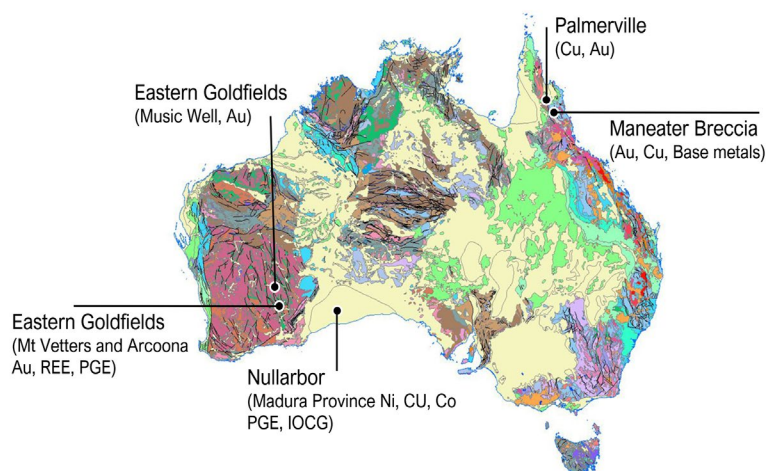 Palmerville
(Cu, Au)
Eastern Goldfields
(Music Well, Au)
Maneater Breccia
(Au, Cu, Base metals)
Eastern Goldfields
(Mt Vetters and Arcoona
Au, REE, PGE)
Nullarbor
(Madura Province Ni, CU, Co
PGE, IOCG)